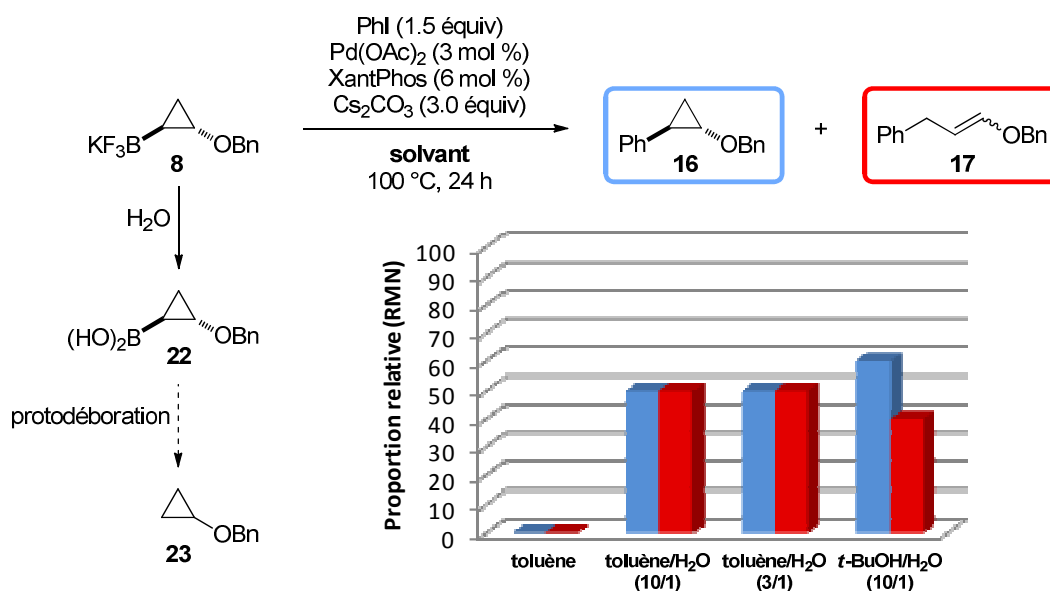 PhI (1.5 équiv)
Pd(OAc)2 (3 mol %)
XantPhos (6 mol %)
Cs2CO3 (3.0 équiv)
solvant
100 °C, 24 h
KF3B
OBn
8
Ph
OBn
16
+
Ph
OBn
17
H2O
(HO)2B
OBn
22
protodéboration
OBn
23
Proportion relative (RMN)
100
90
80
70
60
50
40
30
20
10
0
toluène
toluène/H2O
(10/1)
toluène/H2O
(3/1)
t-BuOH/H2O
(10/1)